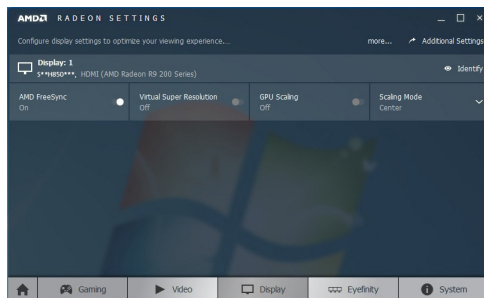 AMD RADEON SETTINGS
Configure display settings to optimize your viewing experience... more... Additional Settings
Display: 1
S**H850***, HDMI (AMD Radeon R9 200 Series) Identify
AMD FreeSync Virtual Super Resolution GPU Scaling Scaling Mode
On Off Off Center
Gaming Video Display Eyefinity System